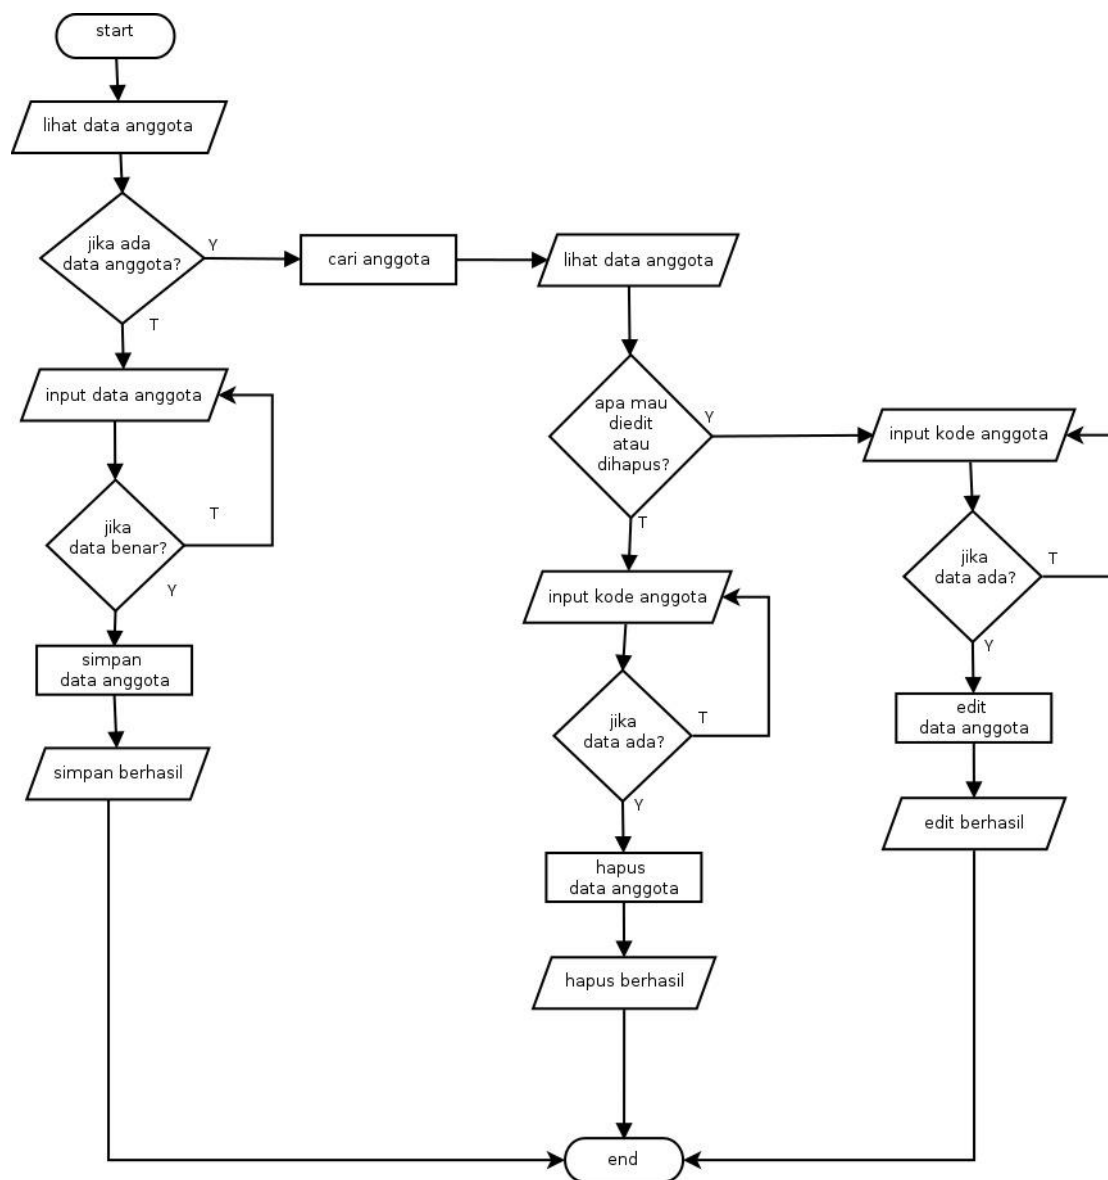 start
lihat data anggota
jika ada
data anggota?
Y
T
cari anggota
lihat data anggota
input data anggota
jika
data benar?
T
Y
simpan
data anggota
simpan berhasil
apa mau
diedit
atau
dihapus?
Y
T
input kode anggota
jika
data ada?
T
Y
hapus
data anggota
hapus berhasil
input kode anggota
jika
data ada?
T
Y
edit
data anggota
edit berhasil
end